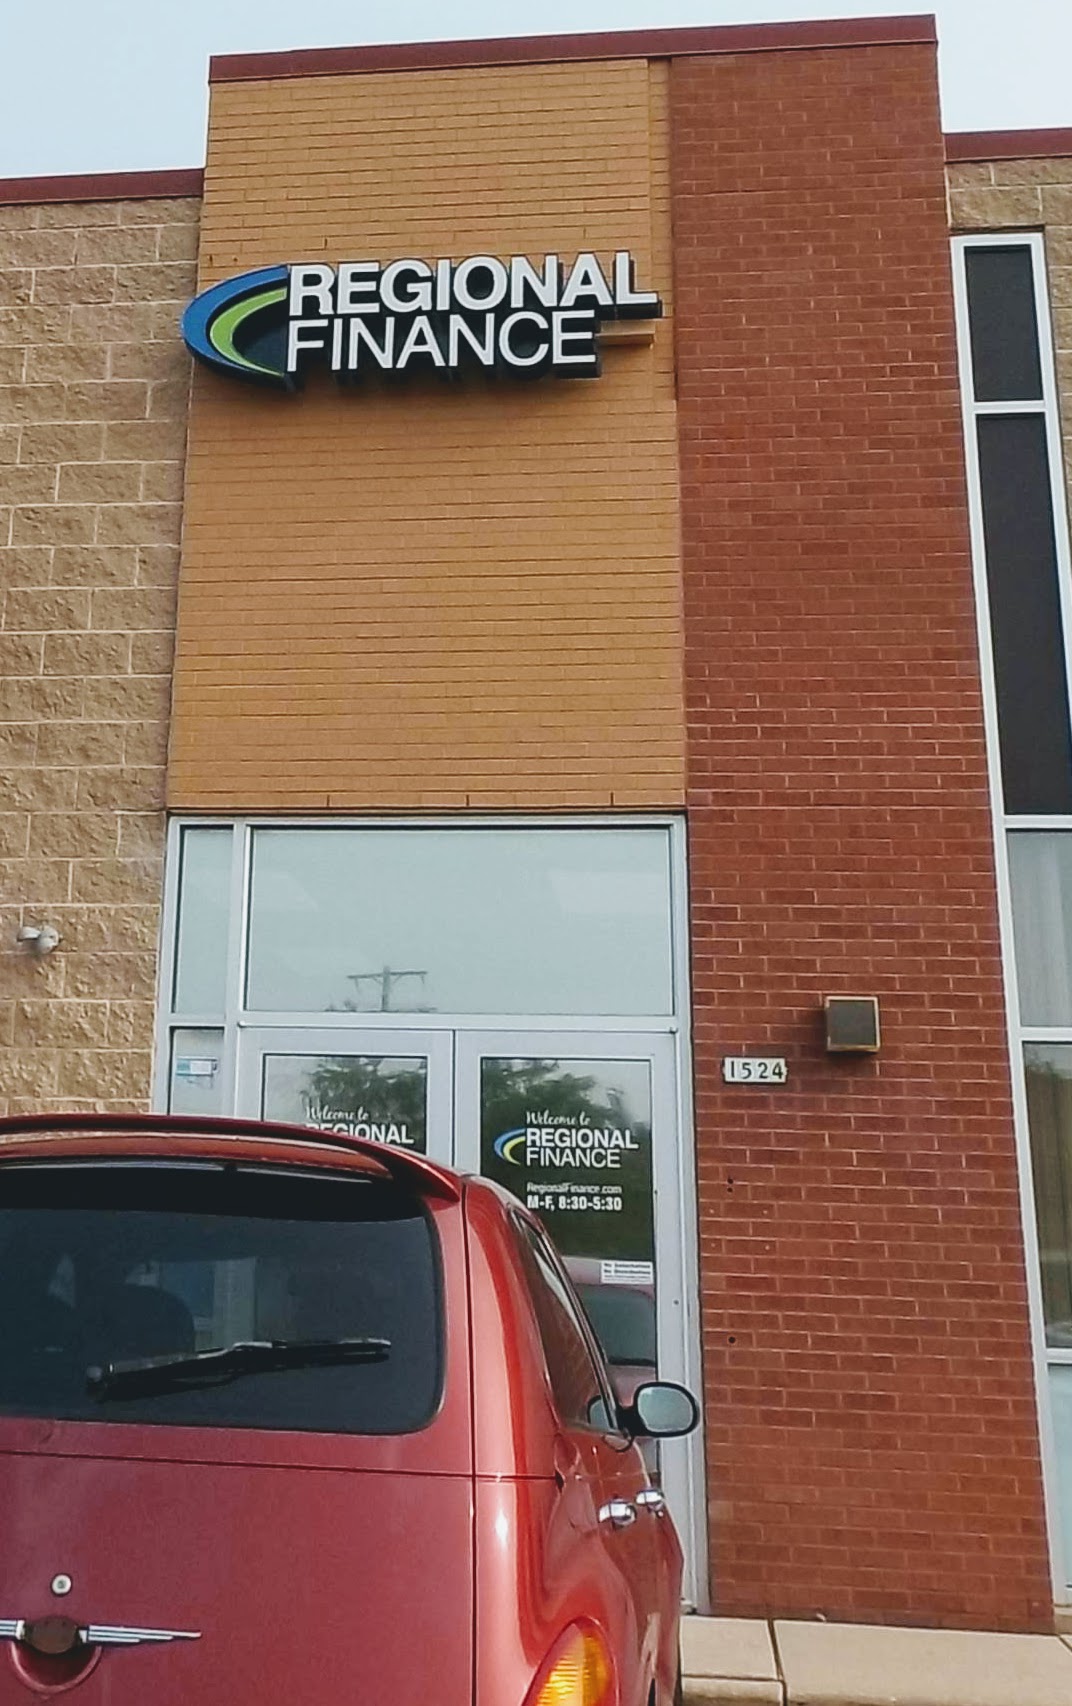 REGIONAL
FINANCE
1524
Welcome to
REGIONAL
Welcome to
REGIONAL
FINANCE
RegionalFinance.com
M-F, 8:30-5:30